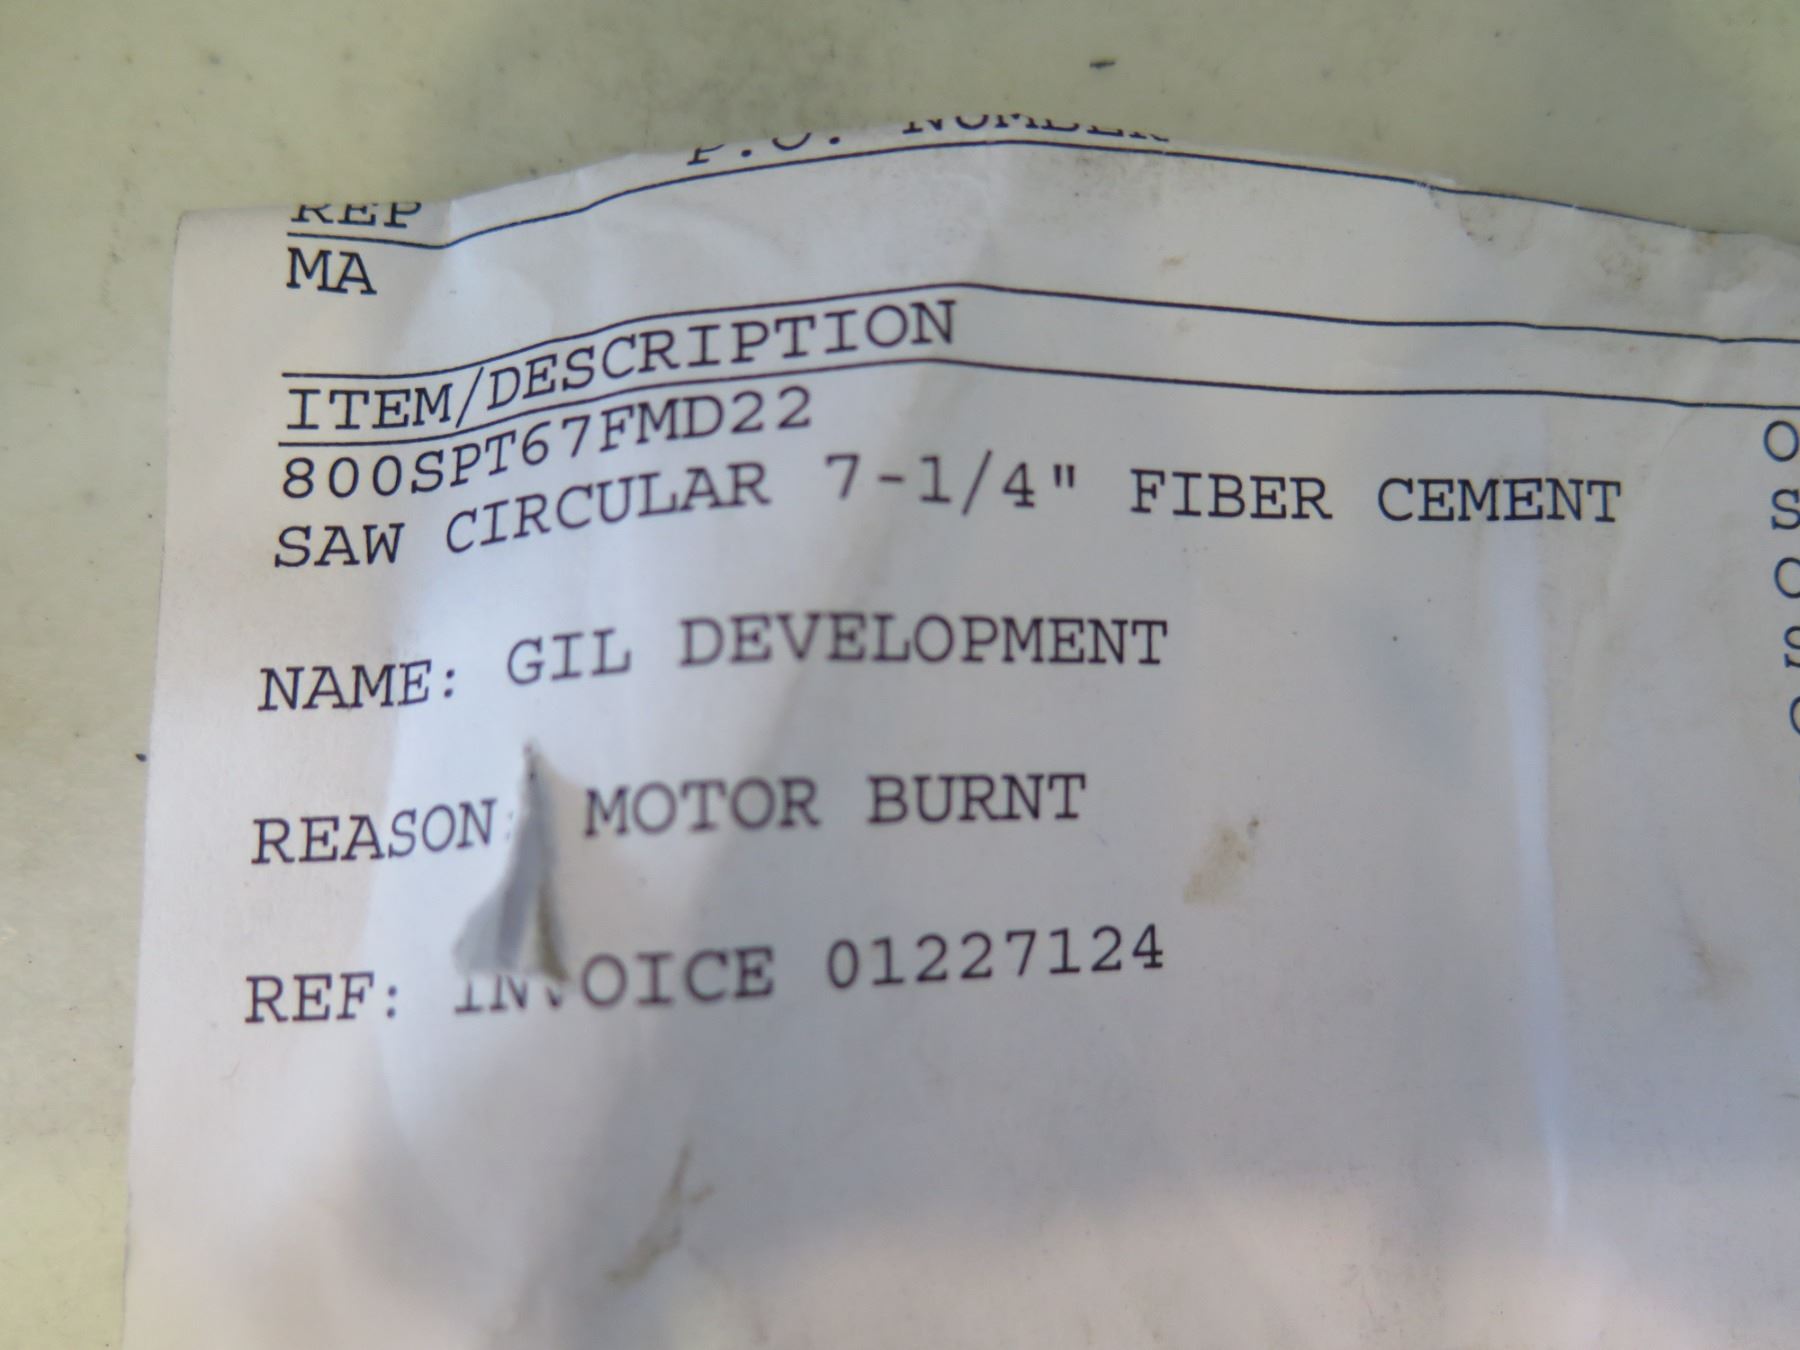 P.O. NUMBER
REP
MA
ITEM/DESCRIPTION
800SPT67FMD22
SAW CIRCULAR 7-1/4" FIBER CEMENT
NAME: GIL DEVELOPMENT
REASON: MOTOR BURNT
REF: INVOICE 01227124